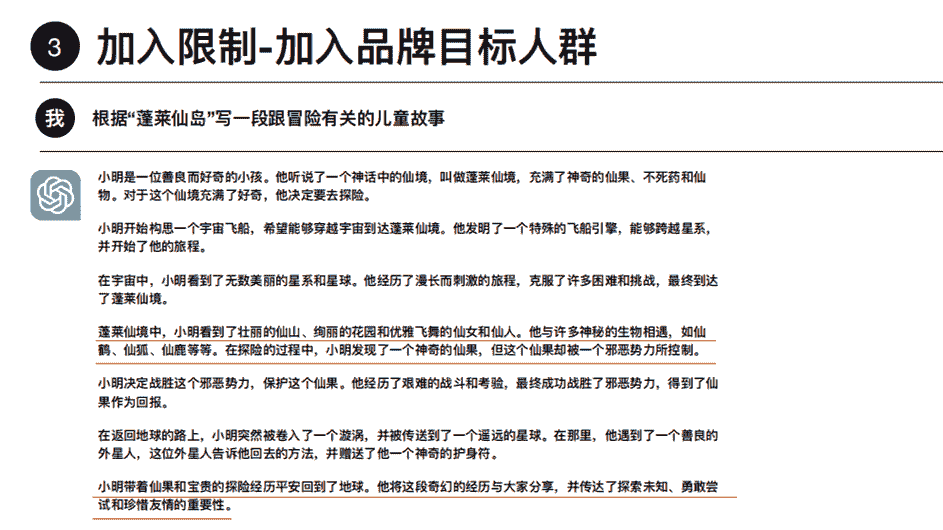 3 加入限制-加入品牌目标人群
我 根据“蓬莱仙岛”写一段跟冒险有关的儿童故事
小明是一位善良而好奇的小孩。他听说了一个神话中的仙境，叫做蓬莱仙境，充满了神奇的仙果、不死药和仙
物。对于这个仙境充满了好奇，他决定要去探险。
小明开始构思一个宇宙飞船，希望能够穿越宇宙到达蓬莱仙境。他发明了一个特殊的飞船引擎，能够跨越星系，
并开始了他的旅程。
在宇宙中，小明看到了无数美丽的星系和星球。他经历了漫长而刺激的旅程，克服了许多困难和挑战，最终到达
了蓬莱仙境。
蓬莱仙境中，小明看到了壮丽的仙山、绚丽的花园和优雅飞舞的仙女和仙人。他与许多神秘的生物相遇，如仙
鹤、仙狐、仙鹿等等。在探险的过程中，小明发现了一个神奇的仙果，但这个仙果却被一个邪恶势力所控制。
小明决定战胜这个邪恶势力，保护这个仙果。他经历了艰难的战斗和考验，最终成功战胜了邪恶势力，得到了仙
果作为回报。
在返回地球的路上，小明突然被卷入了一个漩涡，并被传送到了一个遥远的星球。在那里，他遇到了一个善良的
外星人，这位外星人告诉他回去的方法，并赠送了他一个神奇的护身符。
小明带着仙果和宝贵的探险经历平安回到了地球。他将这段奇幻的经历与大家分享，并传达了探索未知、勇敢尝
试和珍惜友情的重要性。